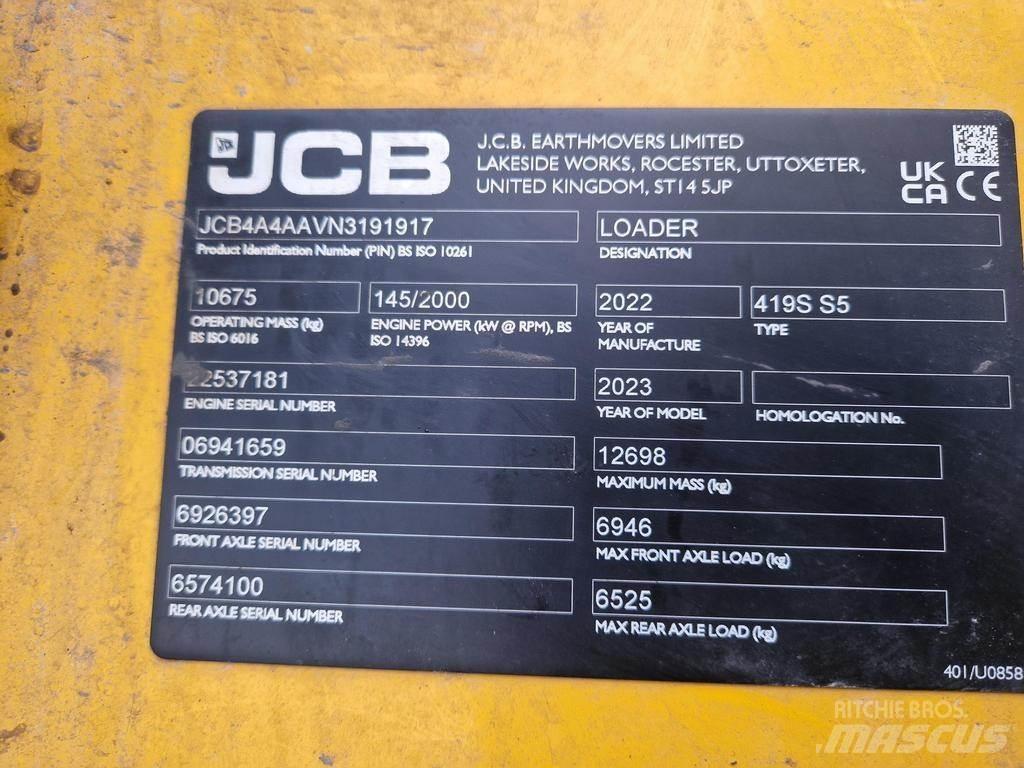 JCB
J.C.B. EARTHMOVERS LIMITED
LAKESIDE WORKS, ROCESTER, UTTOXETER,
UNITED KINGDOM, ST14 5JP
UK
CA CE
JCB4A4AAVN3191917
Product Identification Number (PIN) BS ISO 10261
LOADER
DESIGNATION
10675
OPERATING MASS (kg)
BS ISO 6016
145/2000
ENGINE POWER (kW @ RPM), BS
ISO 14396
2022
YEAR OF
MANUFACTURE
419S S5
TYPE
22537181
ENGINE SERIAL NUMBER
2023
YEAR OF MODEL
HOMOLOGATION No.
06941659
TRANSMISSION SERIAL NUMBER
12698
MAXIMUM MASS (kg)
6926397
FRONT AXLE SERIAL NUMBER
6946
MAX FRONT AXLE LOAD (kg)
6574100
REAR AXLE SERIAL NUMBER
6525
MAX REAR AXLE LOAD (kg)
401/U0858
RITCHIE BROS.
MASCUS